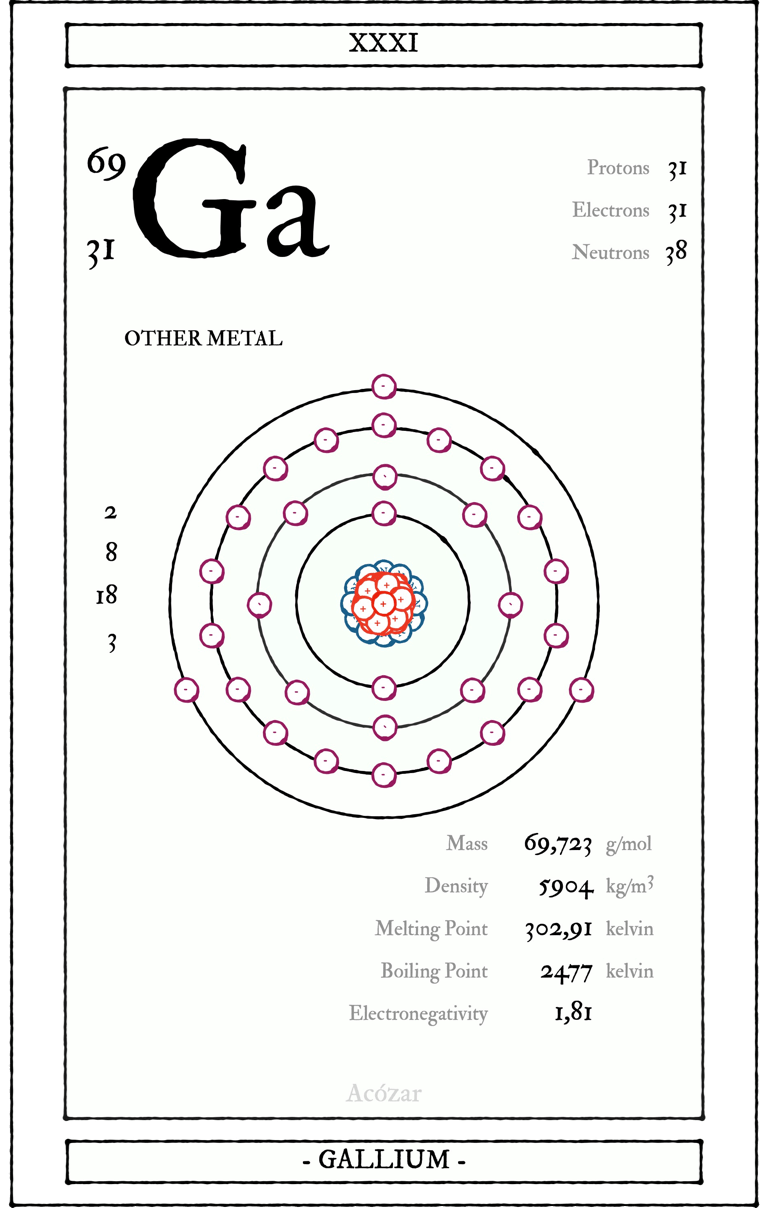 XXXI
69
Ga
31
Protons 31
Electrons 31
Neutrons 38
OTHER METAL
2
8
18
3
Mass 69,723 g/mol
Density 5904 kg/m³
Melting Point 302,91 kelvin
Boiling Point 2477 kelvin
Electronegativity 1,81
Acózar
- GALLIUM -